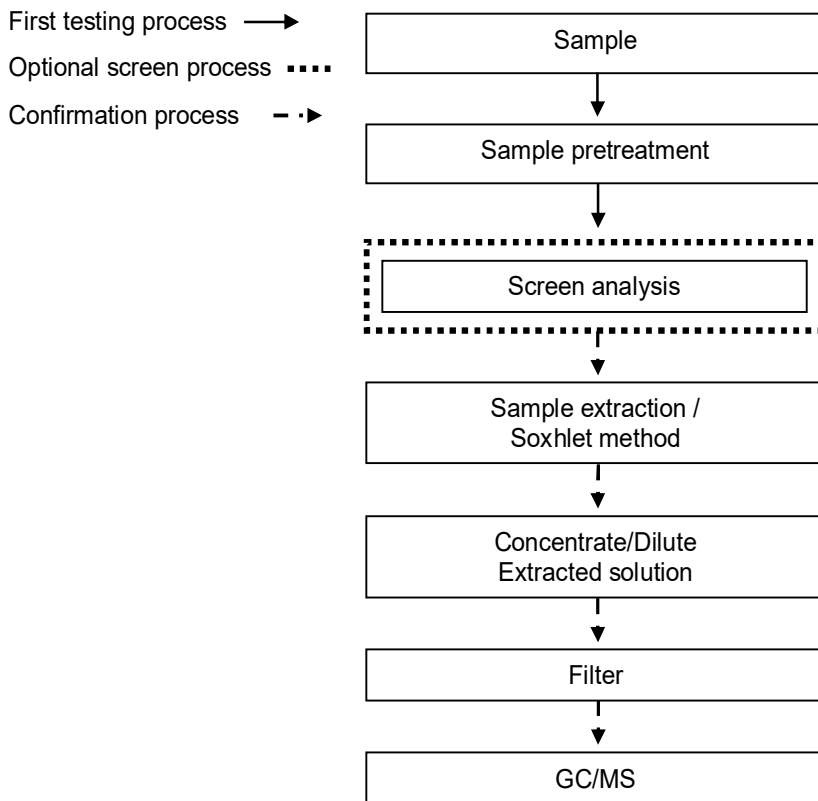 First testing process
Optional screen process
Confirmation process
Sample
Sample pretreatment
Screen analysis
Sample extraction /
Soxhlet method
Concentrate/Dilute
Extracted solution
Filter
GC/MS